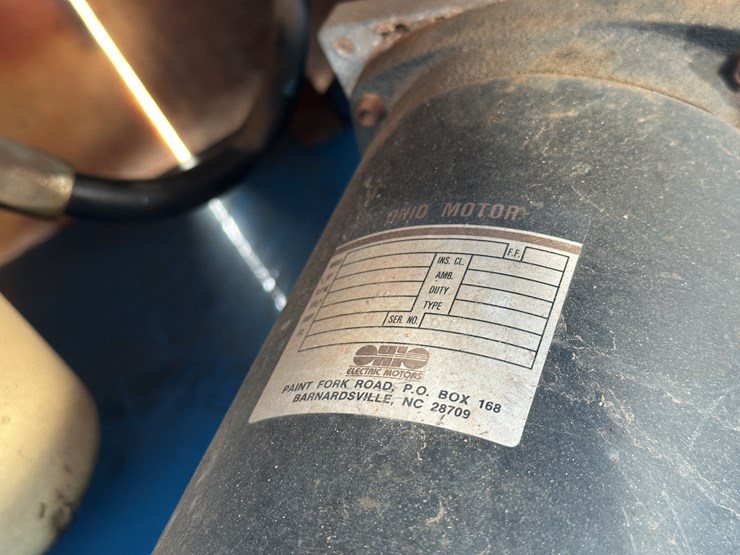 OHIO MOTOR
F.F.
INS. CL.
AMB.
DUTY
TYPE
SER. NO.
OHIO
ELECTRIC MOTORS
PAINT FORK ROAD, P.O. BOX 168
BARNARDSVILLE, NC 28709